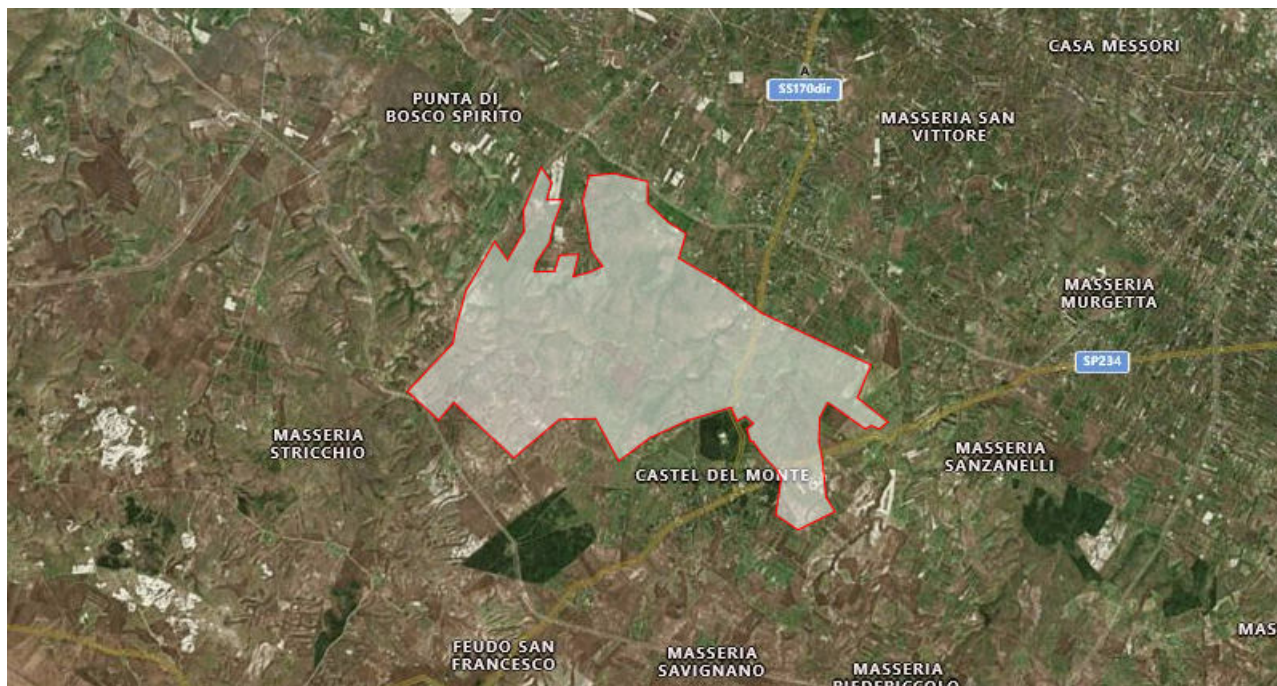 CASA MESSORI
A
SS170dir
PUNTA DI
BOSCO SPIRITO
MASSERIA SAN
VITTORE
MASSERIA
MURGETTA
SP234
MASSERIA
STRICCHIO
MASSERIA
SANZANELLI
CASTEL DEL MONTE
FEUDO SAN
FRANCESCO
MASSERIA
SAVIGNANO
MASSERIA
MAS